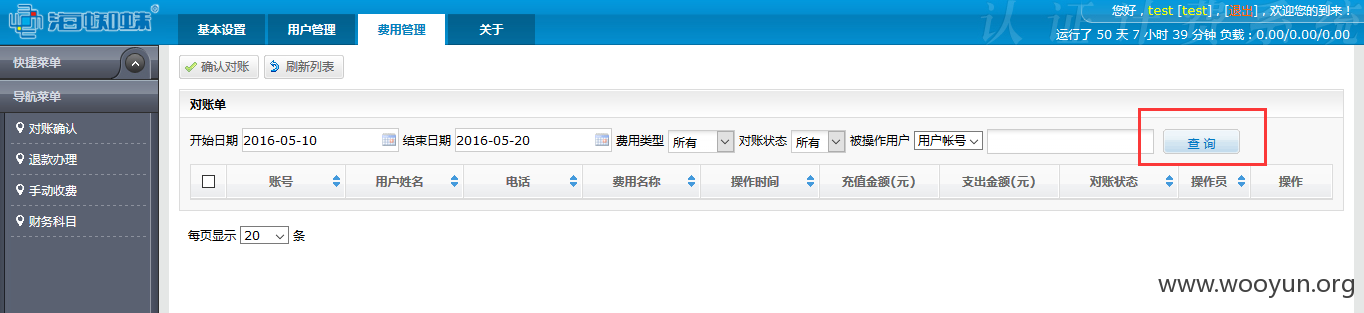 海蜘蛛®
基本设置 用户管理 费用管理 关于
认证计费系统
您好，test [test]，[退出]，欢迎您的到来！
运行了 50 天 7 小时 39 分钟 负载：0.00/0.00/0.00
快捷菜单
导航菜单
对账确认
退款办理
手动收费
财务科目
确认对账 刷新列表
对账单
开始日期 2016-05-10 结束日期 2016-05-20 费用类型 所有 对账状态 所有 被操作用户 用户帐号 查 询
账号 用户姓名 电话 费用名称 操作时间 充值金额(元) 支出金额(元) 对账状态 操作员 操作
每页显示 20 条
www.wooyun.org